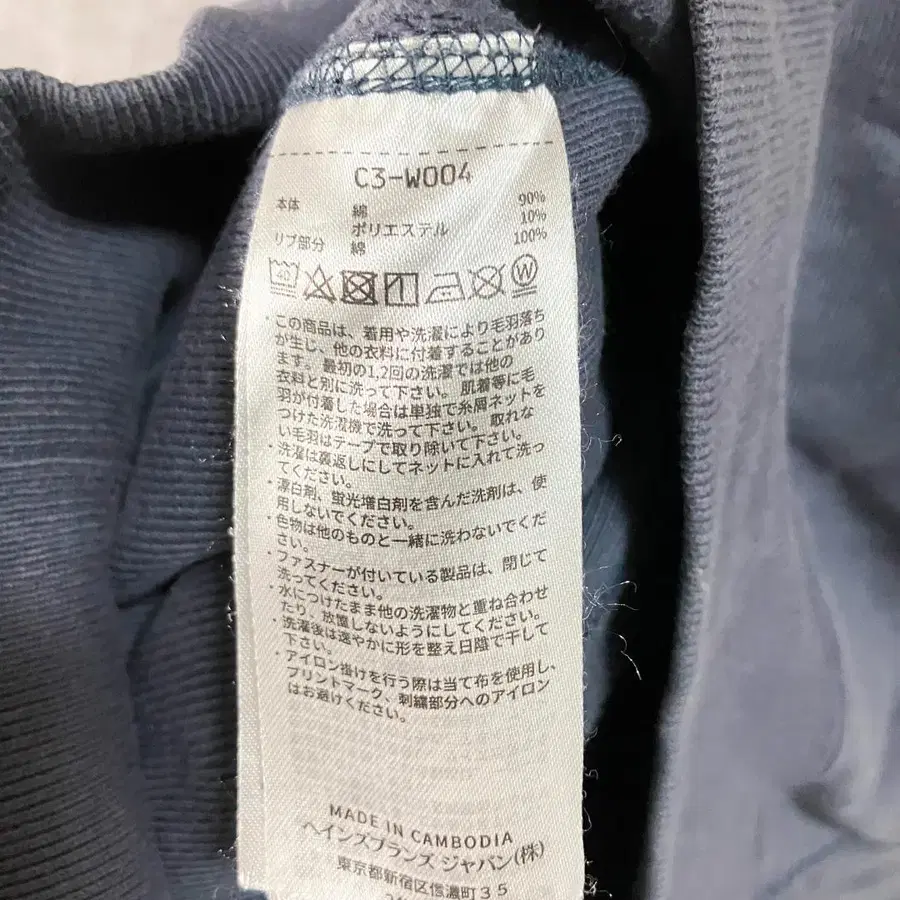 C3-W004
本体 綿 90%
ポリエステル 10%
リブ部分 綿 100%
40 W
・この商品は、着用や洗濯により毛羽落ち
が生じ、他の衣料に付着することがあり
ます。最初の1,2回の洗濯では他の
衣料と別に洗って下さい。肌着等に毛
羽が付着した場合は単独で糸屑ネットを
つけた洗濯機で洗って下さい。取れな
い毛羽はテープで取り除いて下さい。
・洗濯は裏返しにしてネットに入れて洗っ
てください。
・漂白剤、蛍光増白剤を含んだ洗剤は、使
用しないでください。
・色物は他のものと一緒に洗わないでくだ
さい。
・ファスナーが付いている製品は、閉じて
洗ってください。
・水につけたまま他の洗濯物と重ね合わせ
たり、放置しないようにしてください。
・洗濯後は速やかに形を整え日陰で干して
下さい。
・アイロン掛けを行う際は当て布を使用し、
プリントマーク、刺繍部分へのアイロン
はお避けください。
MADE IN CAMBODIA
ヘインズブランズ ジャパン(株)
東京都新宿区信濃町35